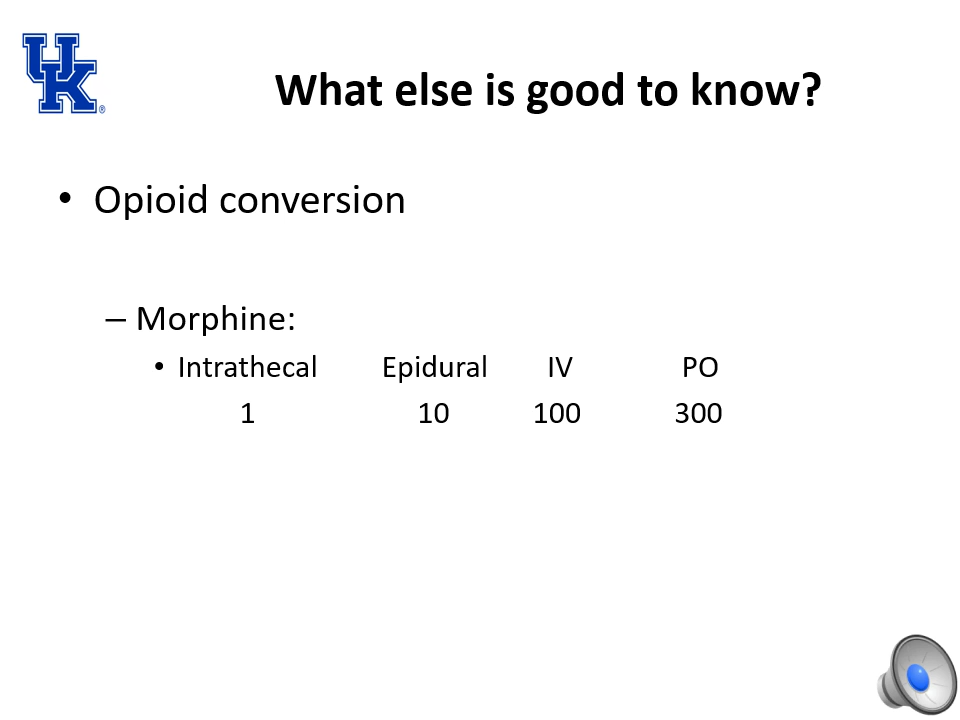 UK®
What else is good to know?
• Opioid conversion
– Morphine:
• Intrathecal Epidural IV PO
1 10 100 300